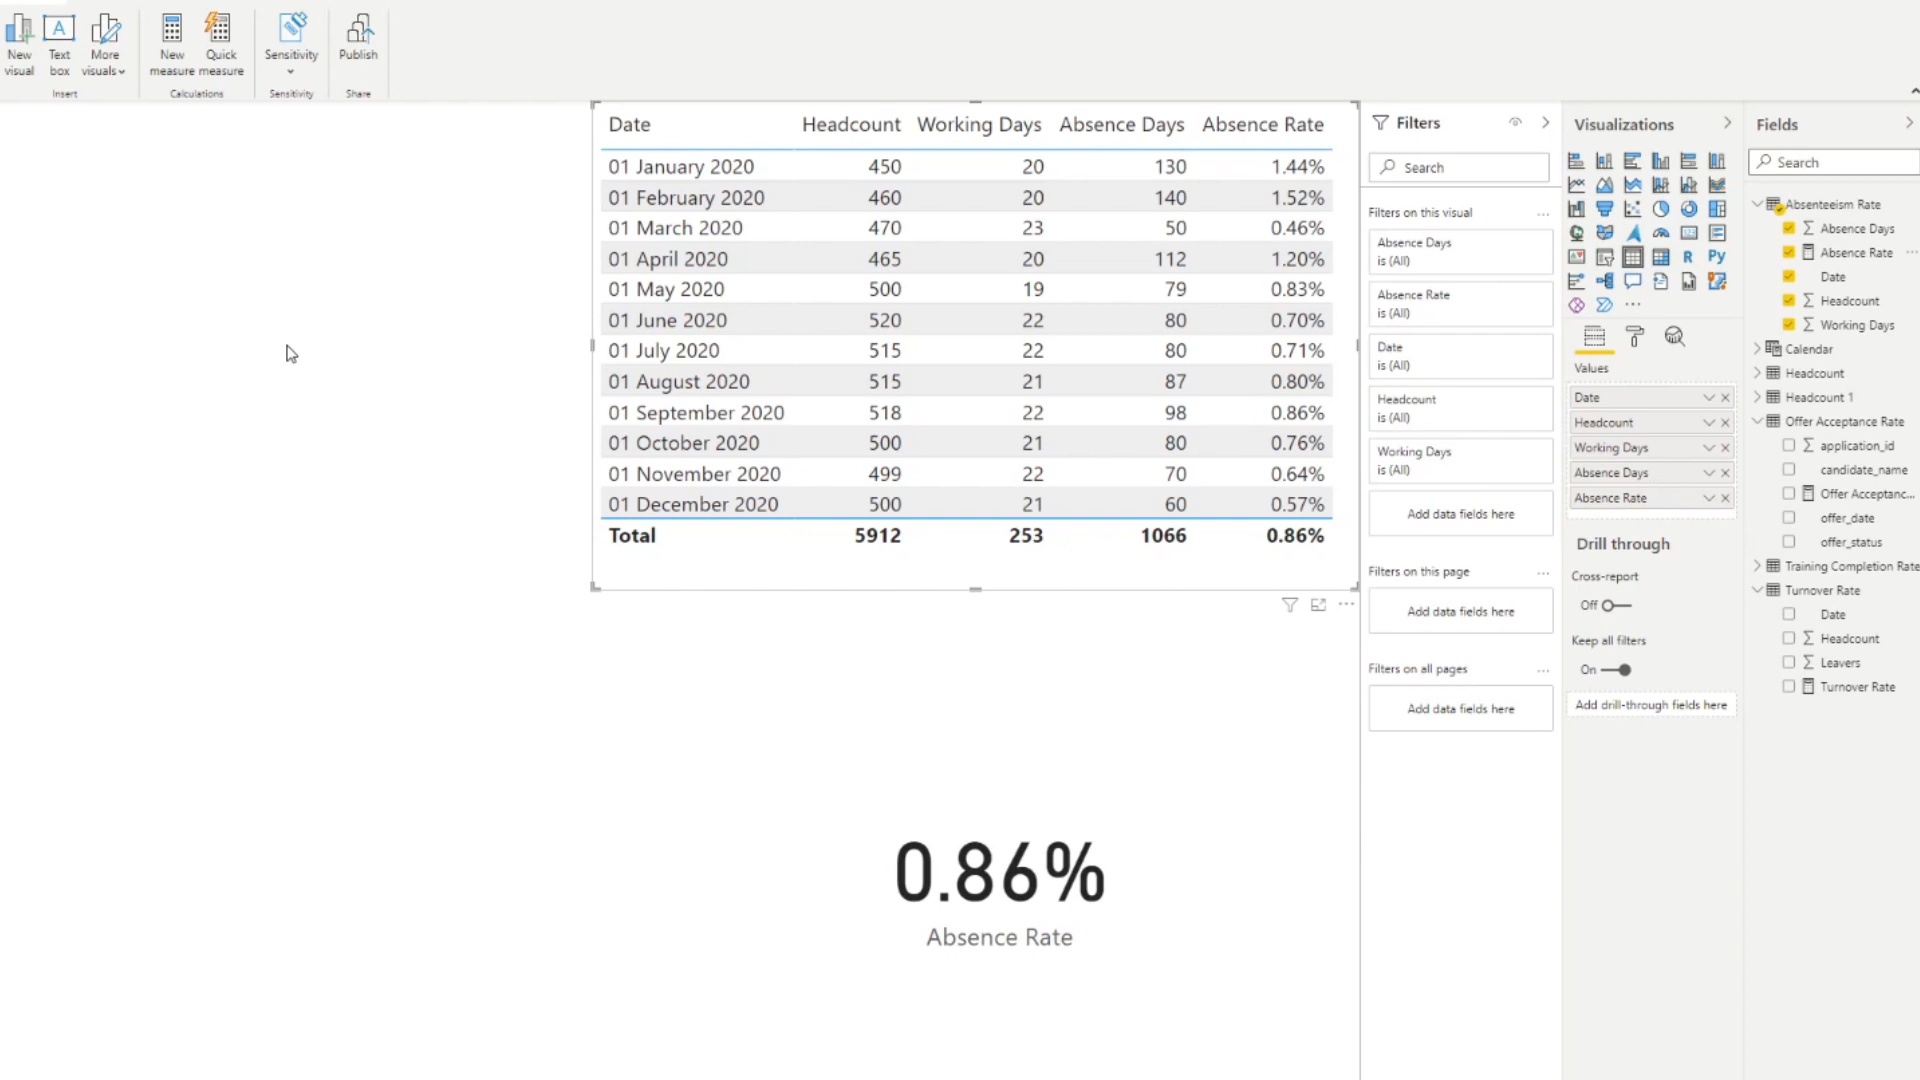 New visual
Text box
More visuals
Insert
New measure
Quick measure
Calculations
Sensitivity
Sensitivity
Publish
Share
Date Headcount Working Days Absence Days Absence Rate
01 January 2020 450 20 130 1.44%
01 February 2020 460 20 140 1.52%
01 March 2020 470 23 50 0.46%
01 April 2020 465 20 112 1.20%
01 May 2020 500 19 79 0.83%
01 June 2020 520 22 80 0.70%
01 July 2020 515 22 80 0.71%
01 August 2020 515 21 87 0.80%
01 September 2020 518 22 98 0.86%
01 October 2020 500 21 80 0.76%
01 November 2020 499 22 70 0.64%
01 December 2020 500 21 60 0.57%
Total 5912 253 1066 0.86%
0.86%
Absence Rate
Filters
Search
Filters on this visual ...
Absence Days
is (All)
Absence Rate
is (All)
Date
is (All)
Headcount
is (All)
Working Days
is (All)
Add data fields here
Filters on this page ...
Add data fields here
Filters on all pages ...
Add data fields here
Visualizations
R Py
Values
Date
Headcount
Working Days
Absence Days
Absence Rate
Drill through
Cross-report
Off
Keep all filters
On
Add drill-through fields here
Fields
Search
Absenteeism Rate
Absence Days
Absence Rate ...
Date
Headcount
Working Days
Calendar
Headcount
Headcount 1
Offer Acceptance Rate
application_id
candidate_name
Offer Acceptanc...
offer_date
offer_status
Training Completion Rate
Turnover Rate
Date
Headcount
Leavers
Turnover Rate